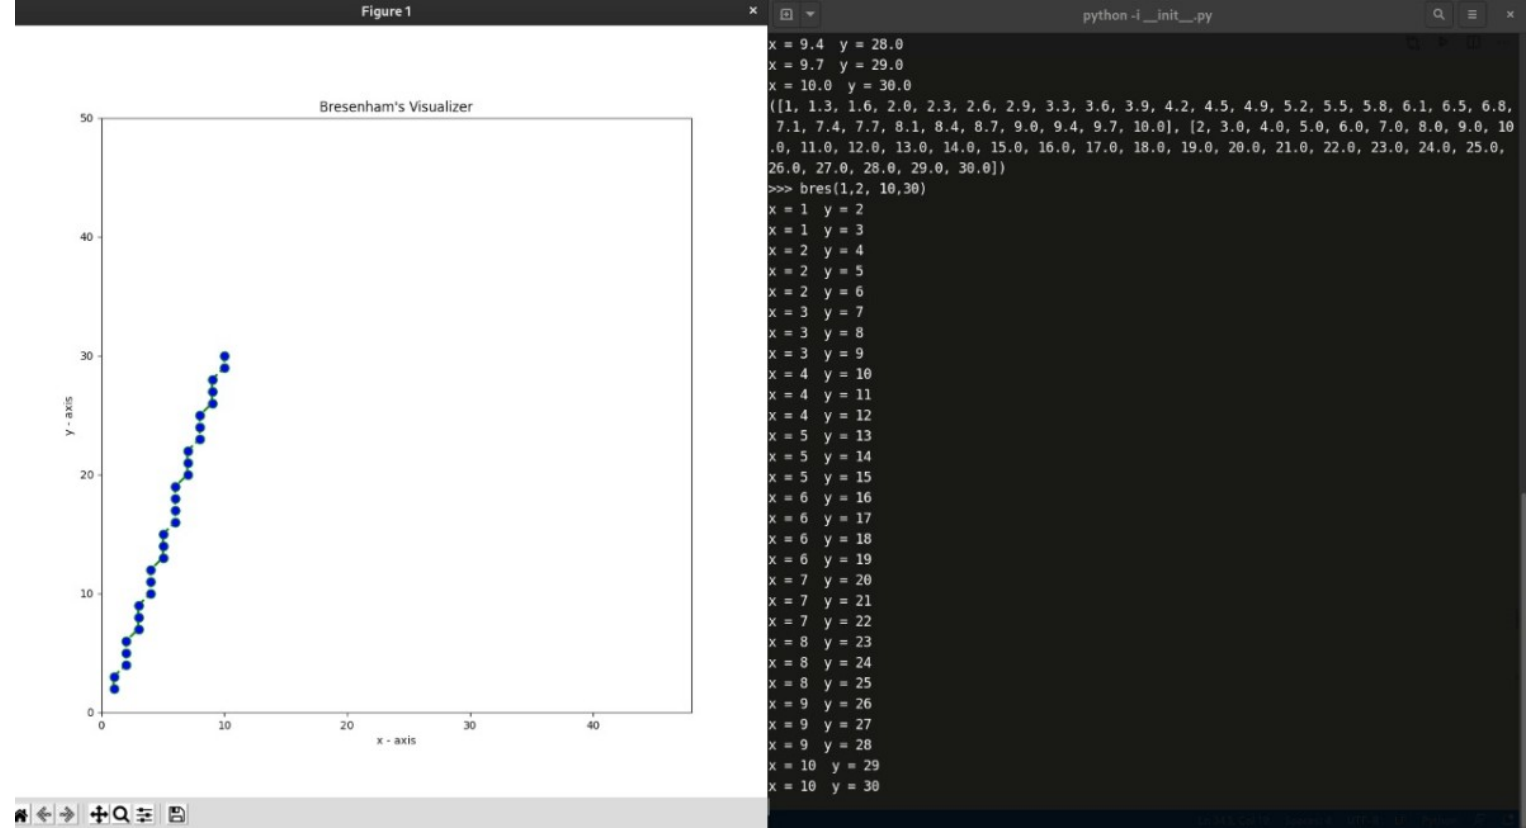 Figure 1
×
Bresenham's Visualizer
50
40
30
20
10
0
y - axis
0 10 20 30 40
x - axis
python -i __init__.py
×
x = 9.4 y = 28.0
x = 9.7 y = 29.0
x = 10.0 y = 30.0
([1, 1.3, 1.6, 2.0, 2.3, 2.6, 2.9, 3.3, 3.6, 3.9, 4.2, 4.5, 4.9, 5.2, 5.5, 5.8, 6.1, 6.5, 6.8,
7.1, 7.4, 7.7, 8.1, 8.4, 8.7, 9.0, 9.4, 9.7, 10.0], [2, 3.0, 4.0, 5.0, 6.0, 7.0, 8.0, 9.0, 10
.0, 11.0, 12.0, 13.0, 14.0, 15.0, 16.0, 17.0, 18.0, 19.0, 20.0, 21.0, 22.0, 23.0, 24.0, 25.0,
26.0, 27.0, 28.0, 29.0, 30.0])
>>> bres(1,2, 10,30)
x = 1 y = 2
x = 1 y = 3
x = 2 y = 4
x = 2 y = 5
x = 2 y = 6
x = 3 y = 7
x = 3 y = 8
x = 3 y = 9
x = 4 y = 10
x = 4 y = 11
x = 4 y = 12
x = 5 y = 13
x = 5 y = 14
x = 5 y = 15
x = 6 y = 16
x = 6 y = 17
x = 6 y = 18
x = 6 y = 19
x = 7 y = 20
x = 7 y = 21
x = 7 y = 22
x = 8 y = 23
x = 8 y = 24
x = 8 y = 25
x = 9 y = 26
x = 9 y = 27
x = 9 y = 28
x = 10 y = 29
x = 10 y = 30